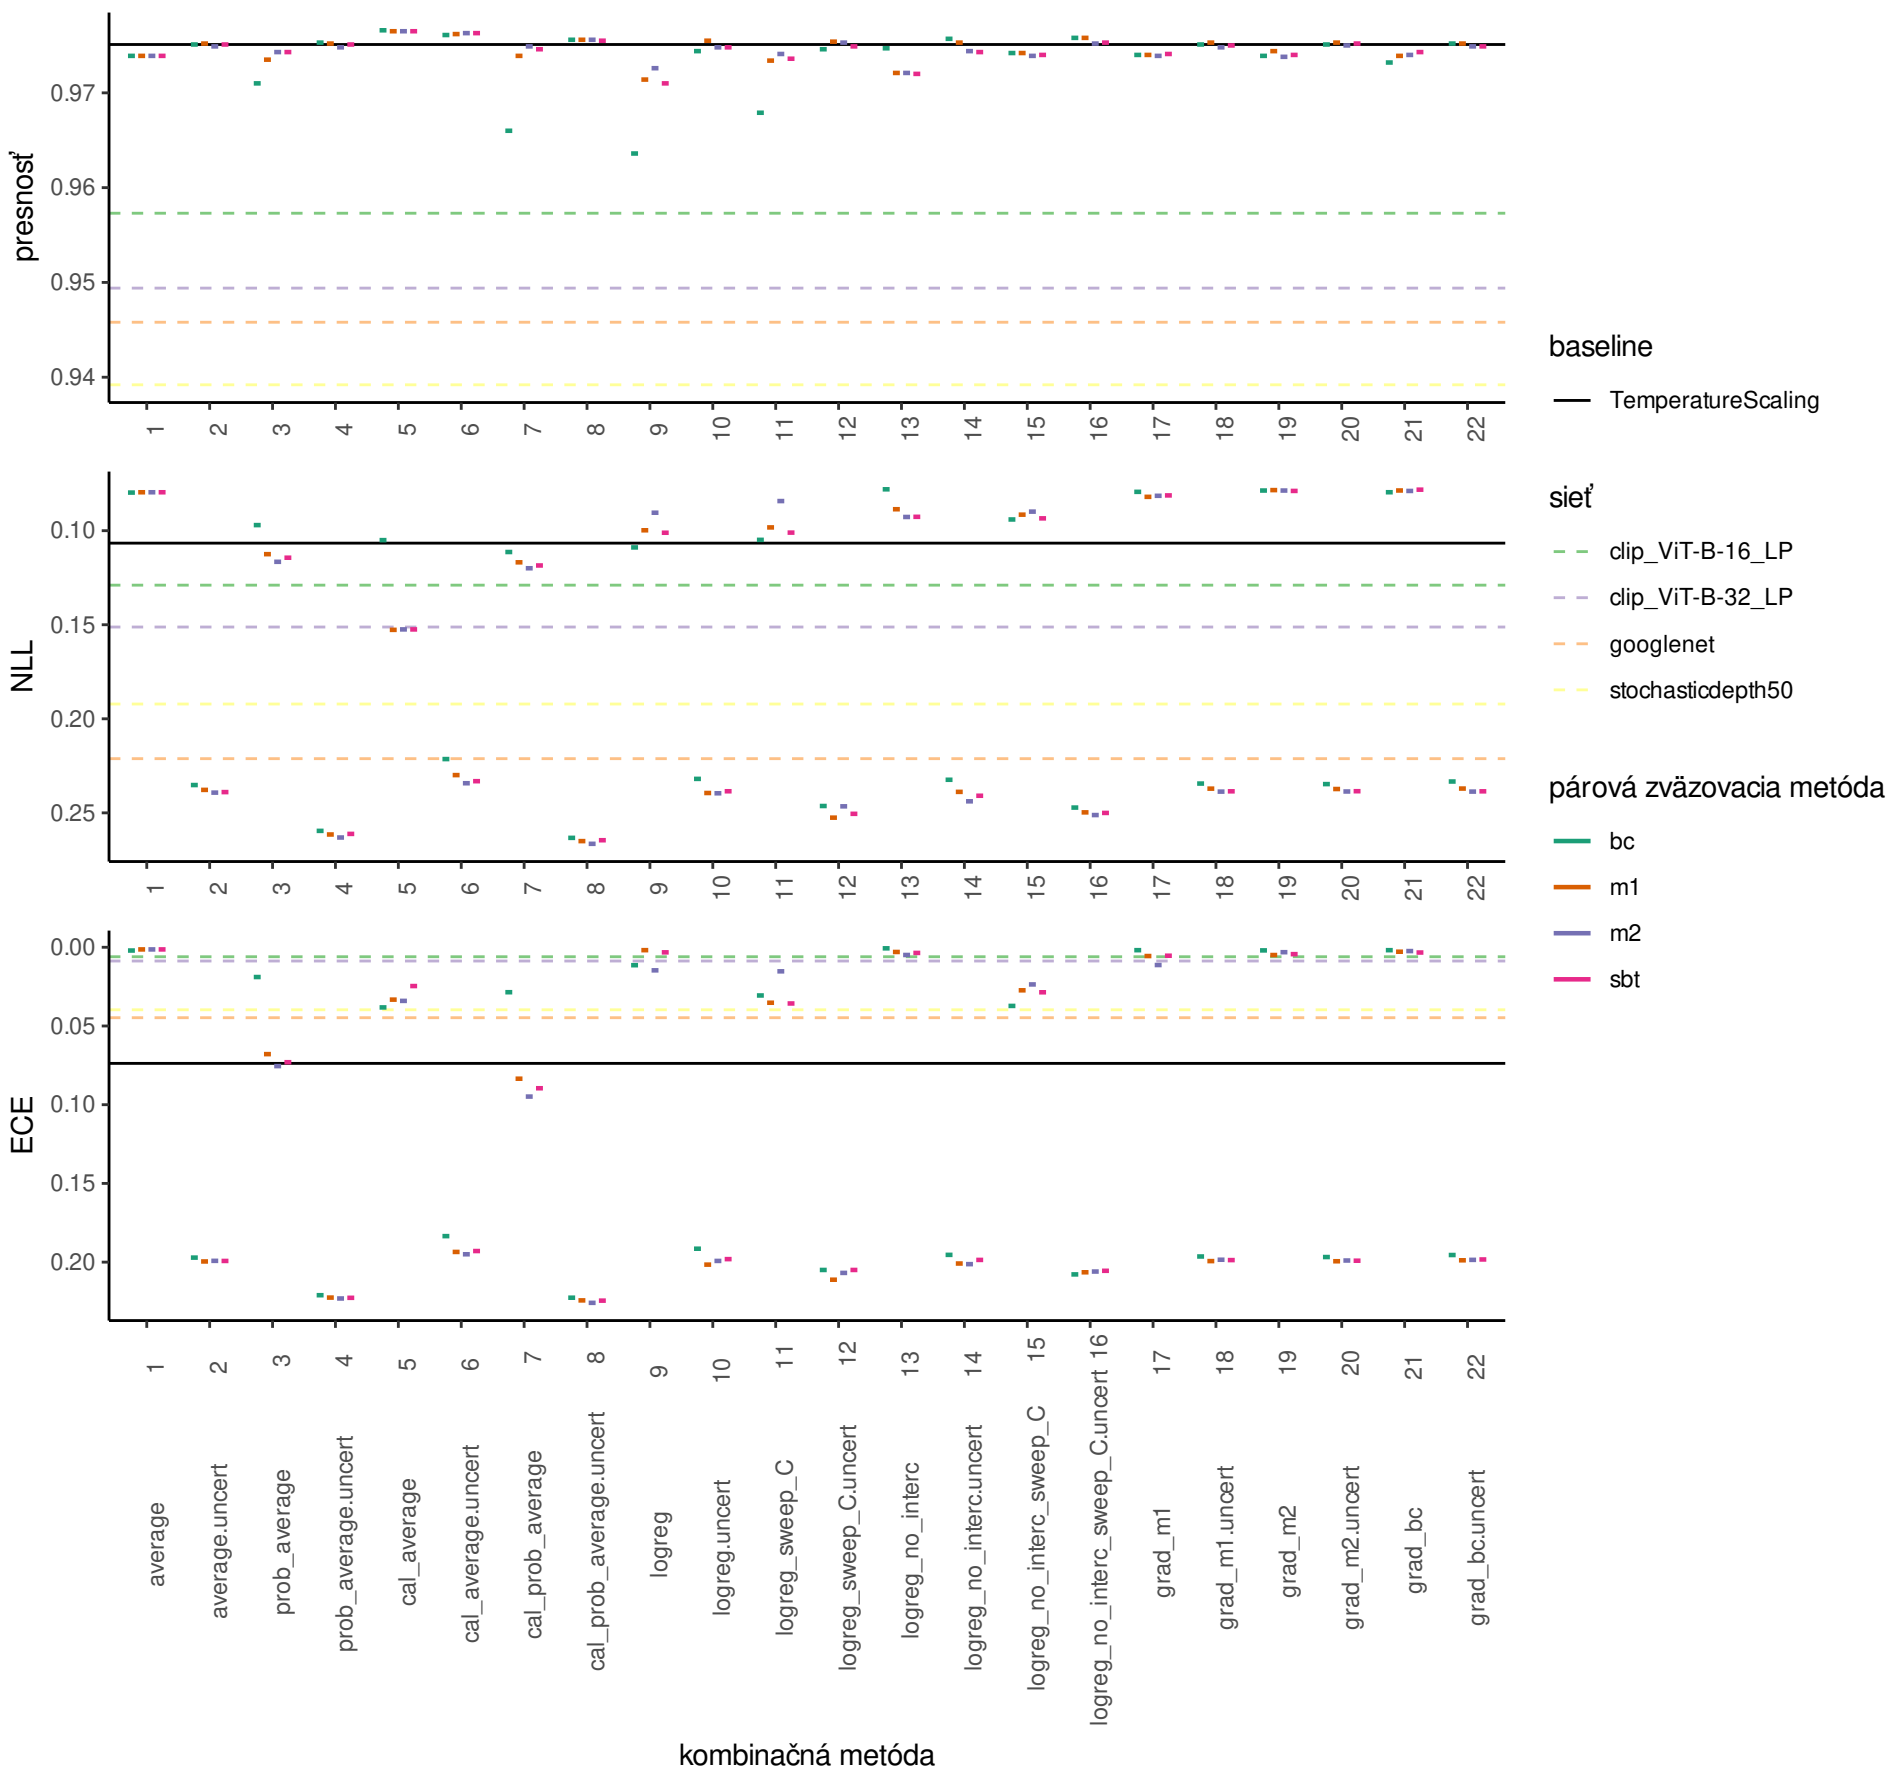 presnosť
0.97
0.96
0.95
0.94
1 2 3 4 5 6 7 8 9 10 11 12 13 14 15 16 17 18 19 20 21 22
NLL
0.10
0.15
0.20
0.25
1 2 3 4 5 6 7 8 9 10 11 12 13 14 15 16 17 18 19 20 21 22
ECE
0.00
0.05
0.10
0.15
0.20
average 1
average.uncert 2
prob_average 3
prob_average.uncert 4
cal_average 5
cal_average.uncert 6
cal_prob_average 7
cal_prob_average.uncert 8
logreg 9
logreg.uncert 10
logreg_sweep_C 11
logreg_sweep_C.uncert 12
logreg_no_interc 13
logreg_no_interc.uncert 14
logreg_no_interc_sweep_C 15
logreg_no_interc_sweep_C.uncert 16
grad_m1 17
grad_m1.uncert 18
grad_m2 19
grad_m2.uncert 20
grad_bc 21
grad_bc.uncert 22
kombinačná metóda
baseline
TemperatureScaling
sieť
clip_ViT-B-16_LP
clip_ViT-B-32_LP
googlenet
stochasticdepth50
párová zväzovacia metóda
bc
m1
m2
sbt